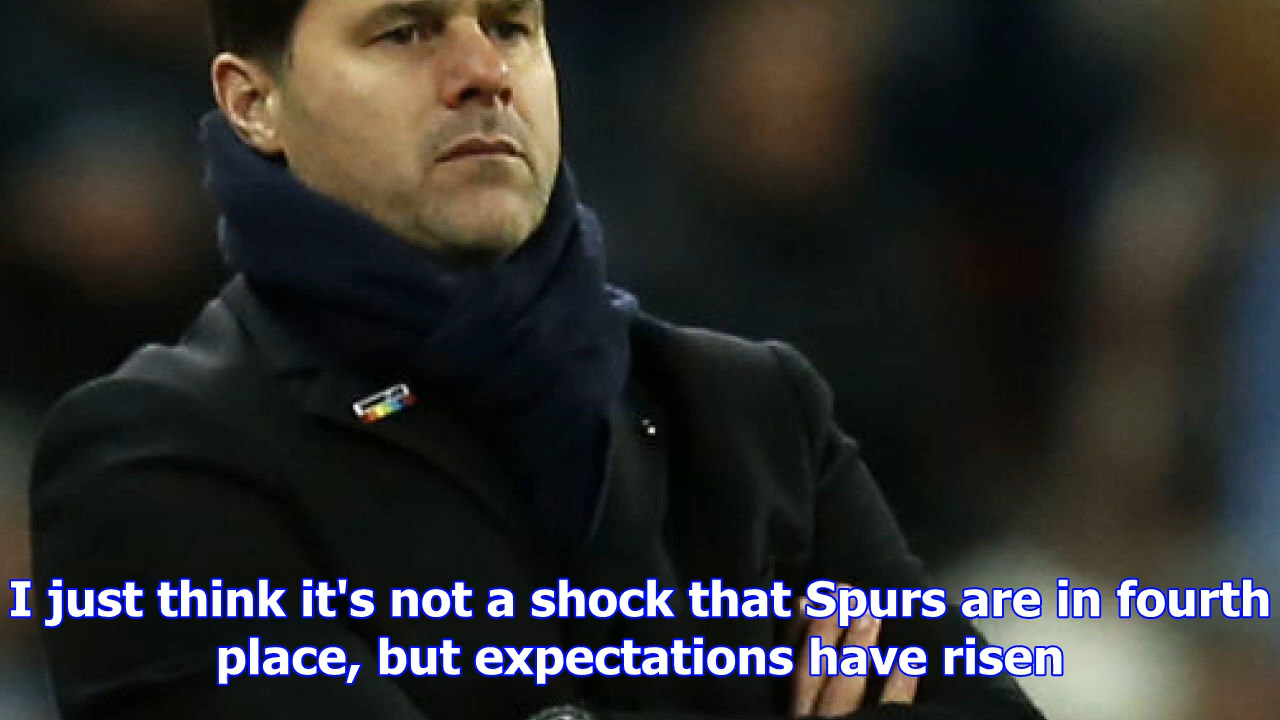 I just think it's not a shock that Spurs are in fourth
place, but expectations have risen